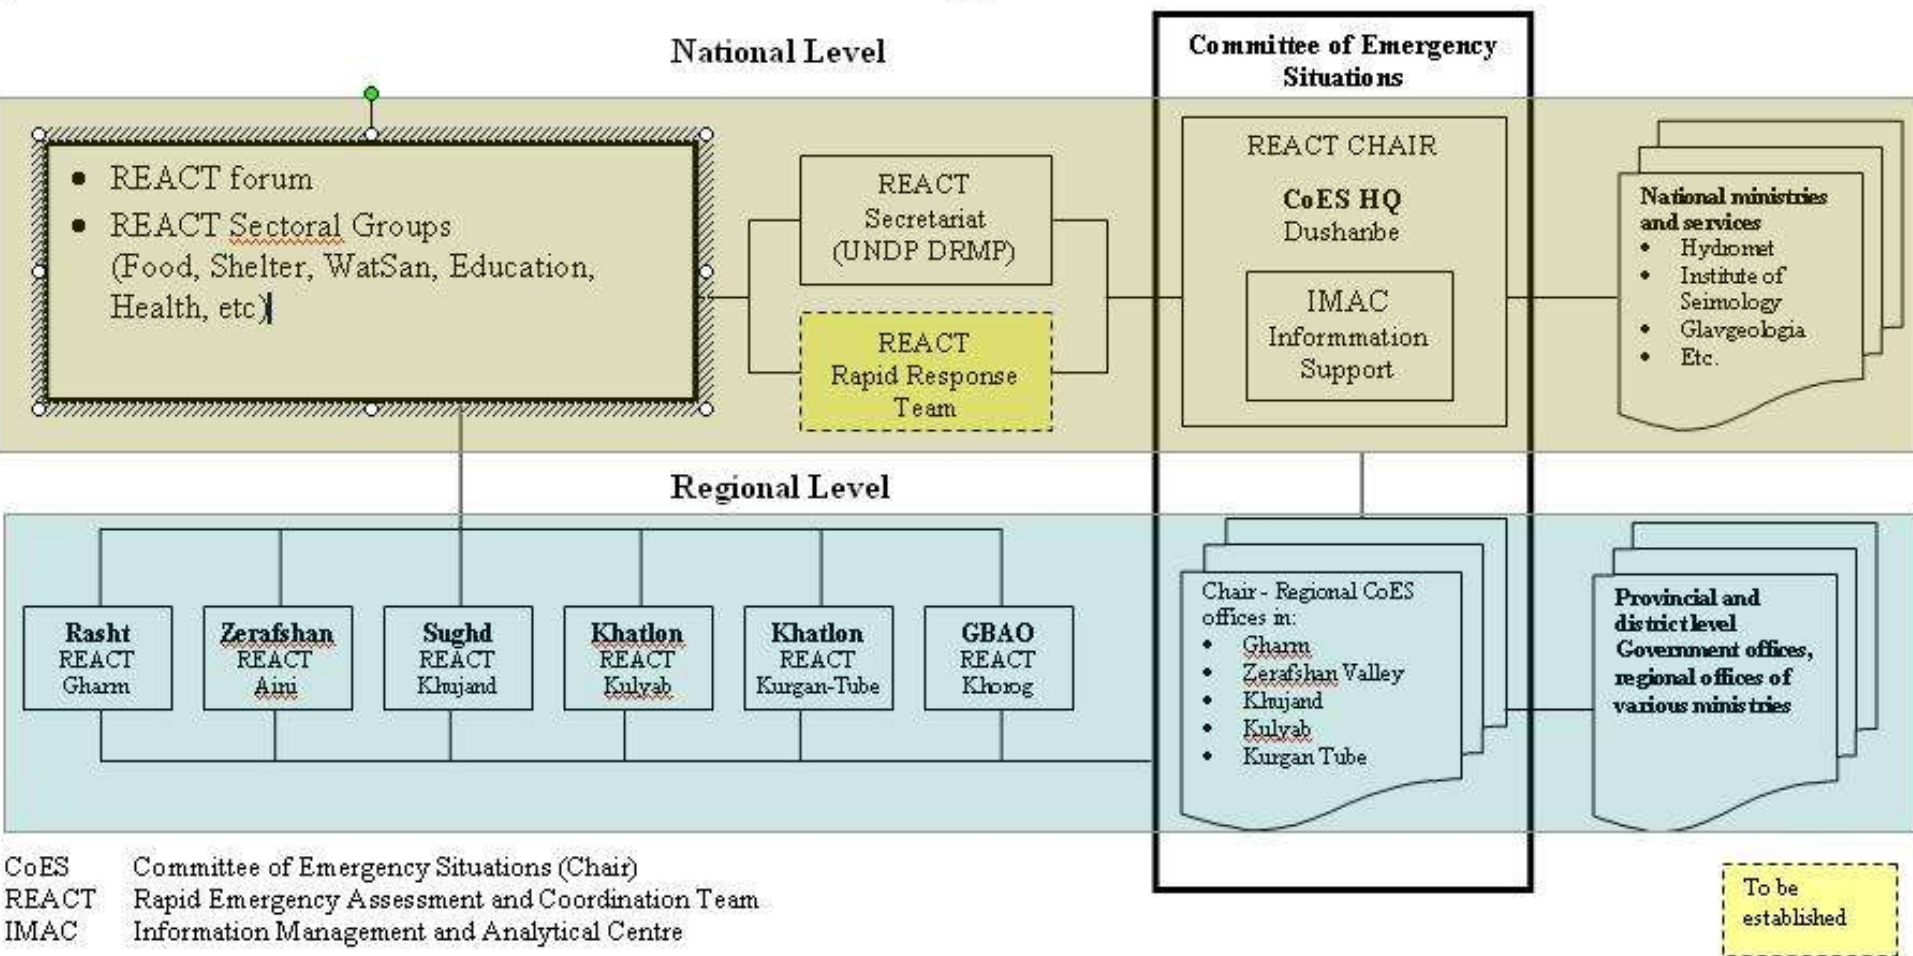 National Level
Committee of Emergency
Situations
• REACT forum
• REACT Sectoral Groups
(Food, Shelter, WatSan, Education,
Health, etc)
REACT
Secretariat
(UNDP DRMP)
REACT
Rapid Response
Team
REACT CHAIR
CoES HQ
Dushanbe
IMAC
Informmation
Support
National ministries
and services
• Hydromet
• Institute of
Seimology
• Glavgeologia
• Etc.
Regional Level
Rasht
REACT
Gharm
Zerafshan
REACT
Aini
Sughd
REACT
Khujand
Khatlon
REACT
Kulyab
Khatlon
REACT
Kurgan-Tube
GBAO
REACT
Khorog
Chair - Regional CoES
offices in:
• Gharm
• Zerafshan Valley
• Khujand
• Kulyab
• Kurgan Tube
Provincial and
district level
Government offices,
regional offices of
various ministries
CoES Committee of Emergency Situations (Chair)
REACT Rapid Emergency Assessment and Coordination Team
IMAC Information Management and Analytical Centre
To be
established